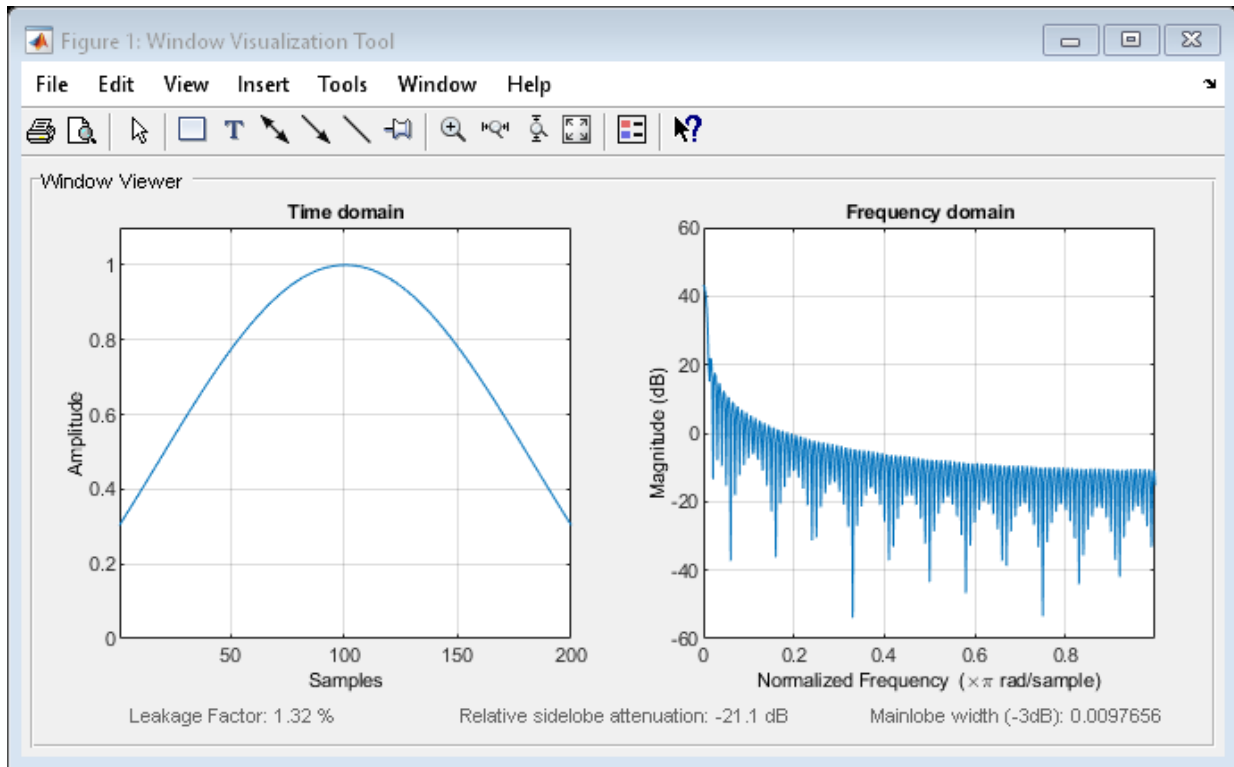 Figure 1: Window Visualization Tool
File Edit View Insert Tools Window Help
T
?
Window Viewer
Time domain
1
0.8
0.6
0.4
0.2
0
Amplitude
50 100 150 200
Samples
Frequency domain
60
40
20
0
-20
-40
-60
Magnitude (dB)
0 0.2 0.4 0.6 0.8
Normalized Frequency (×π rad/sample)
Leakage Factor: 1.32 % Relative sidelobe attenuation: -21.1 dB Mainlobe width (-3dB): 0.0097656